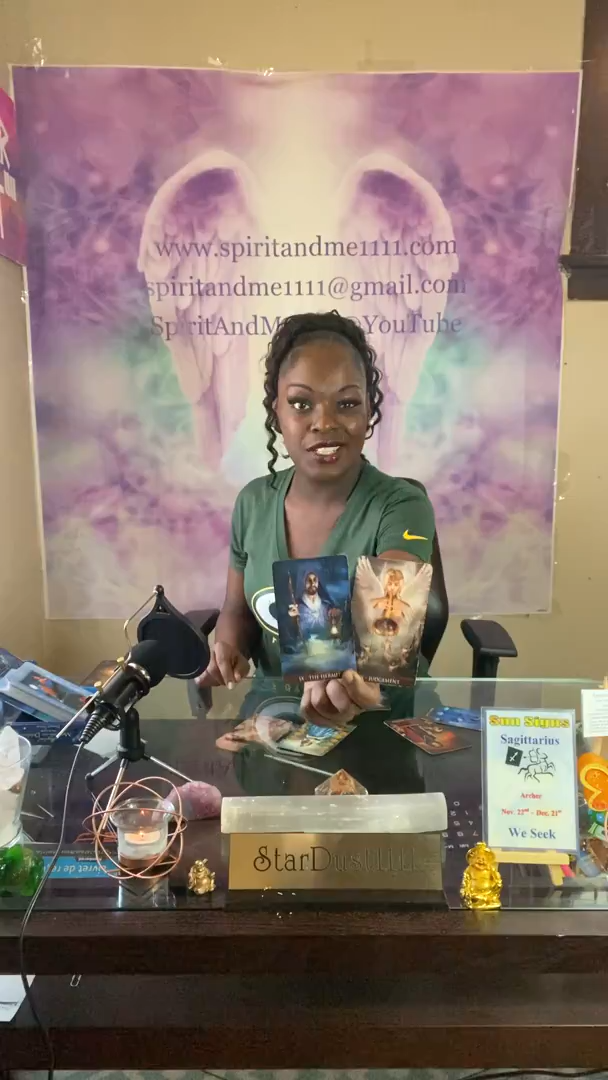 www.spiritandme1111.com
spiritandme1111@gmail.com
SpiritAndM @YouTube
IX · THE HERMIT
JUDGEMENT
Sun Signs
Sagittarius
Archer
Nov. 22nd - Dec. 21st
We Seek
StarDust1111